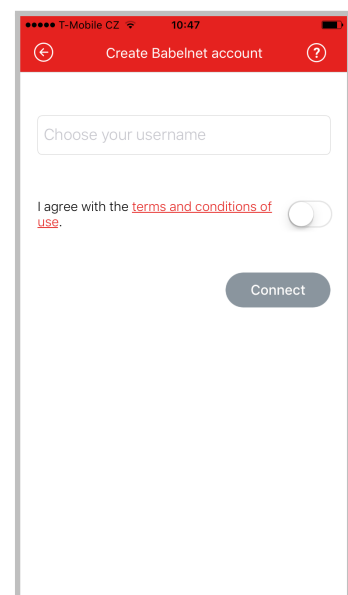 T-Mobile CZ 10:47
Create Babelnet account ?
Choose your username
I agree with the terms and conditions of
use.
Connect